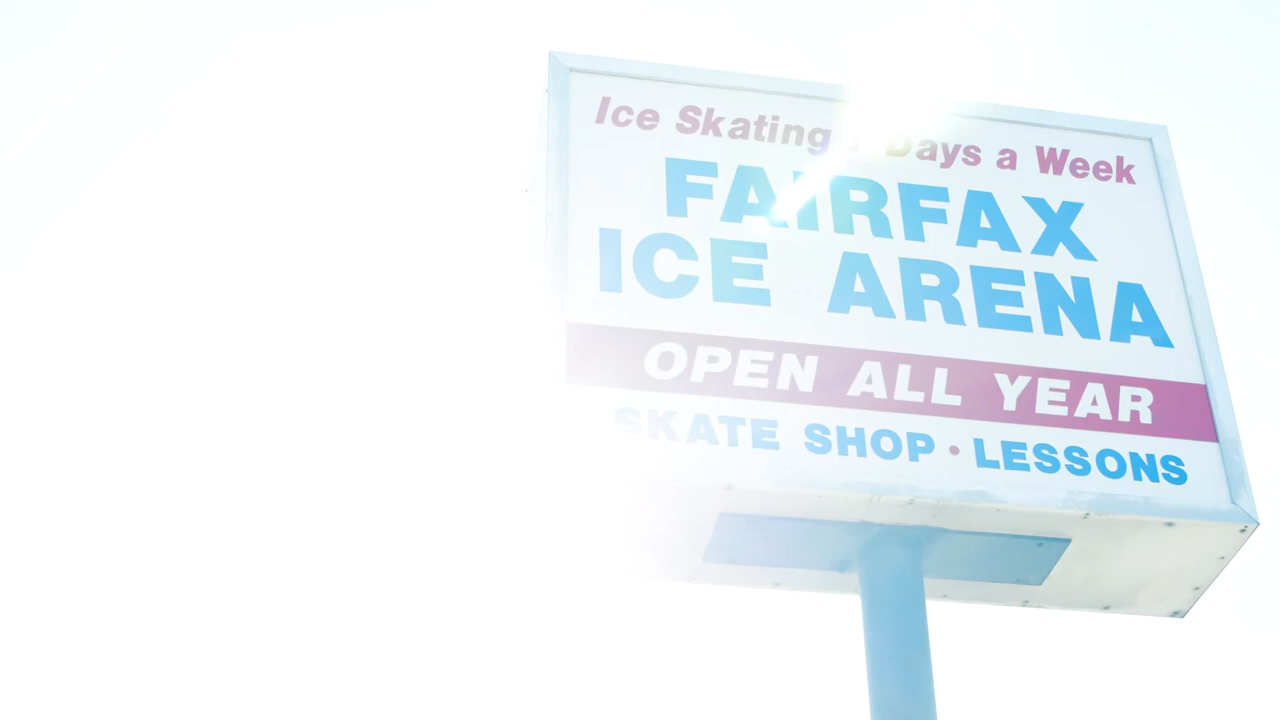 Ice Skating Days a Week
FAIRFAX
ICE ARENA
OPEN ALL YEAR
SKATE SHOP • LESSONS